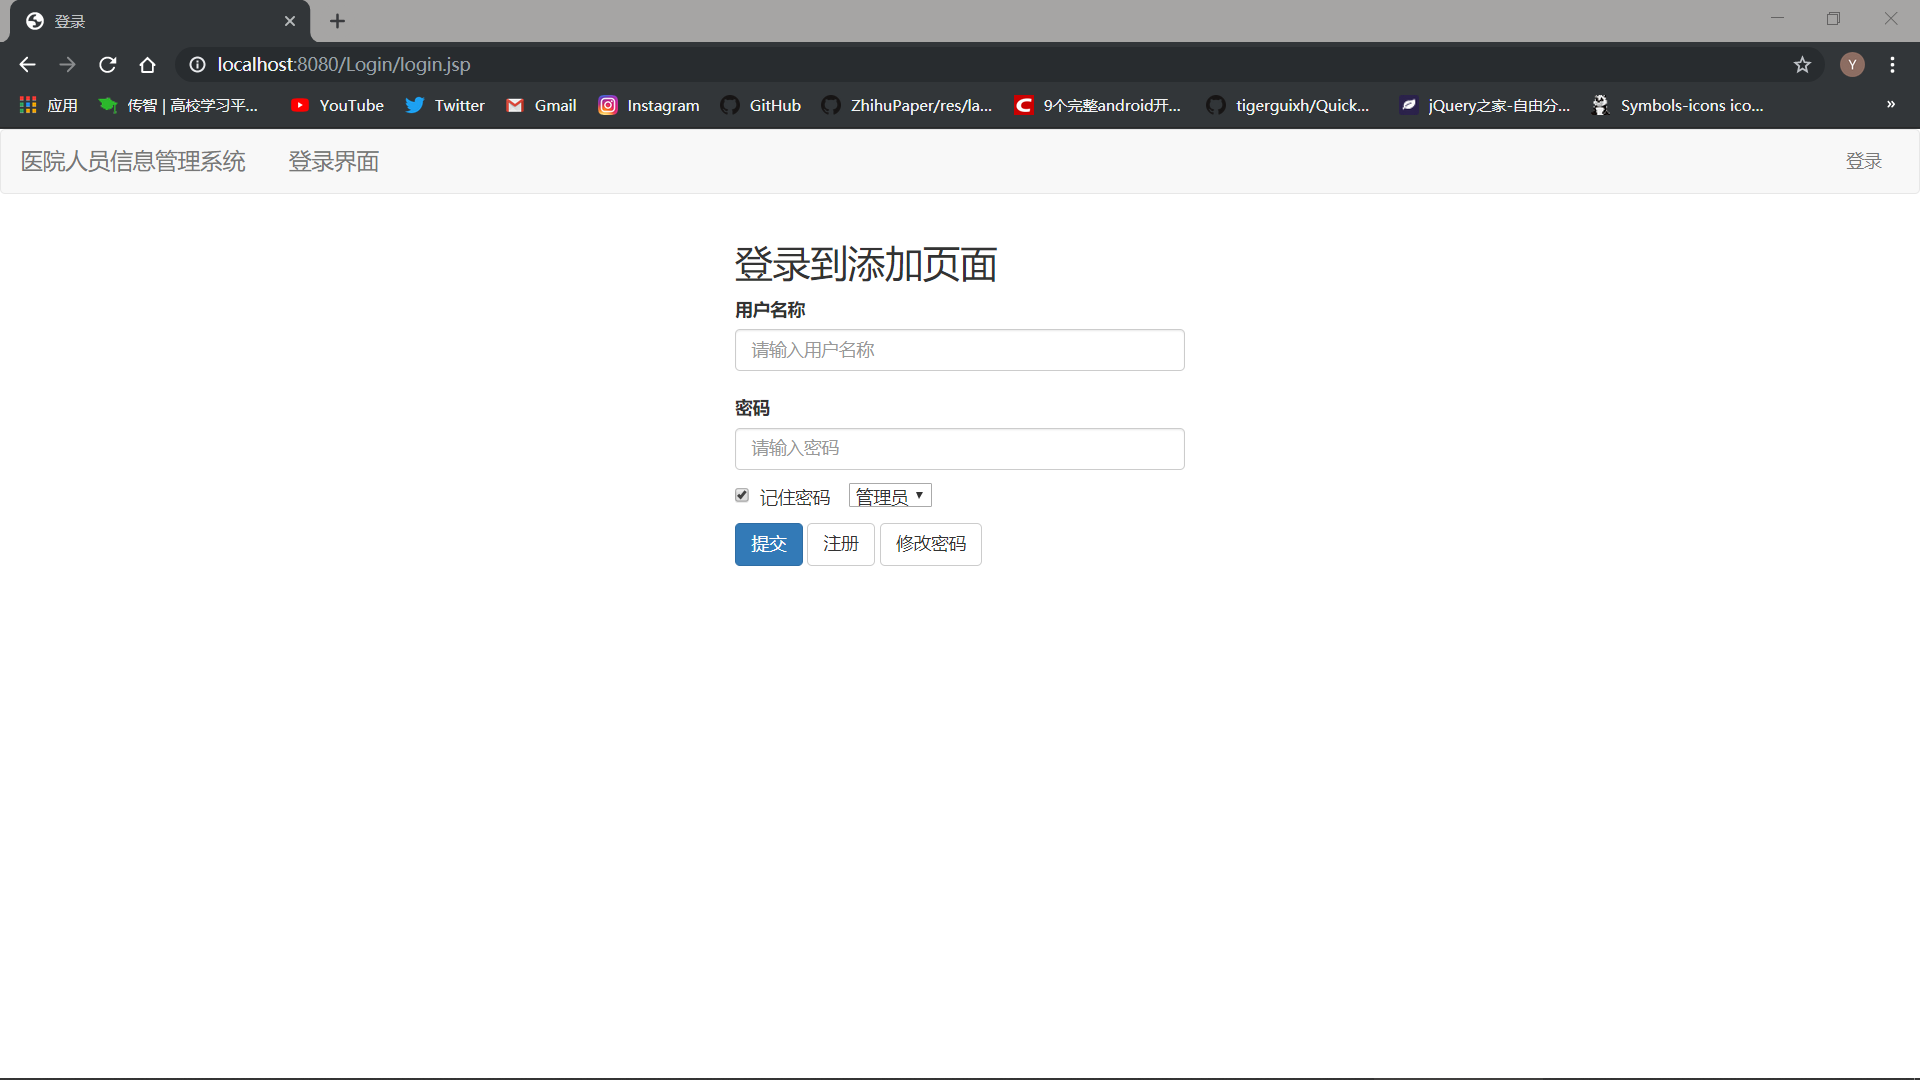 登录
localhost:8080/Login/login.jsp
Y
应用 传智 | 高校学习平... YouTube Twitter Gmail Instagram GitHub ZhihuPaper/res/la... 9个完整android开... tigerguixh/Quick... jQuery之家-自由分... Symbols-icons ico... »
医院人员信息管理系统 登录界面 登录
登录到添加页面
用户名称
请输入用户名称
密码
请输入密码
记住密码 管理员
提交 注册 修改密码